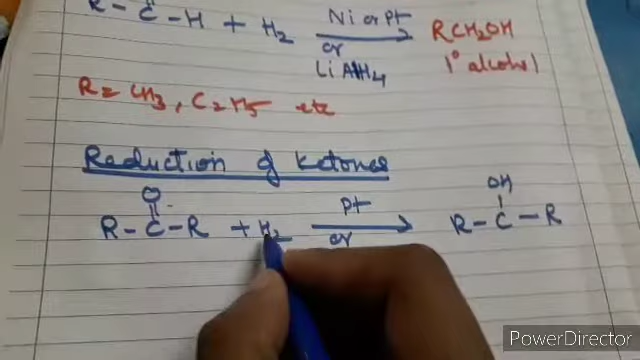 R-C-H + H2 Ni or pt RCH2OH
or
LiAlH4 1° alcohol
R = CH3, C2H5 etc
Reduction of ketones
O OH
R-C-R + H2 pt R-C-R
or
PowerDirector